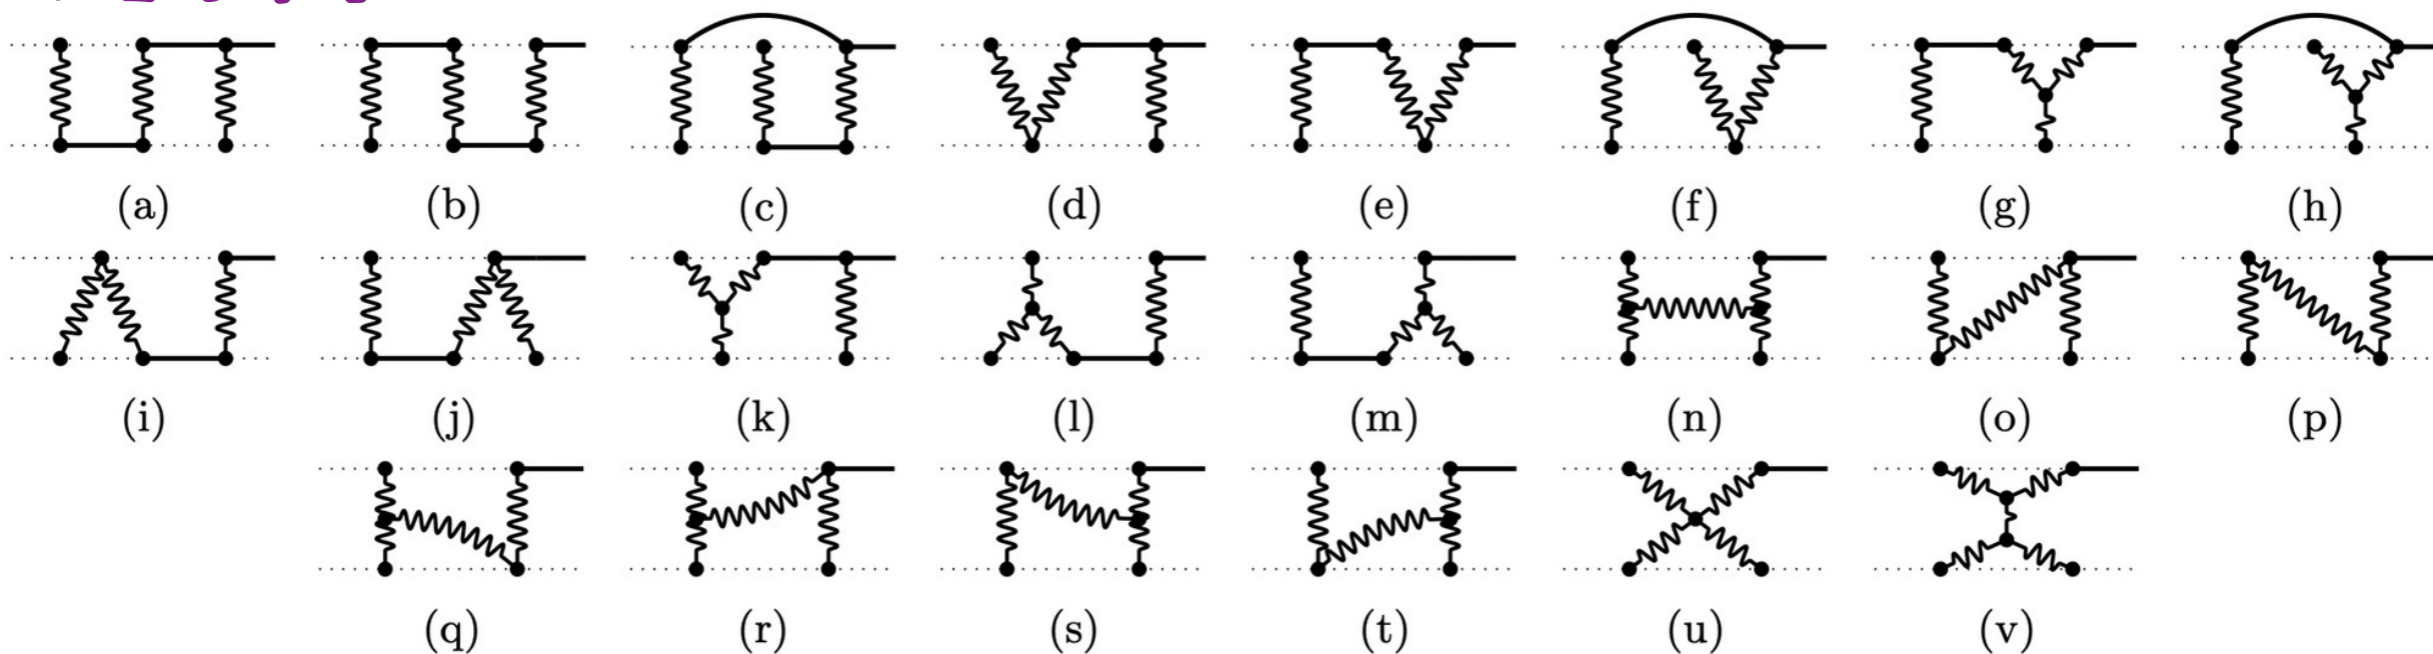 (a) (b) (c) (d) (e) (f) (g) (h)
(i) (j) (k) (l) (m) (n) (o) (p)
(q) (r) (s) (t) (u) (v)